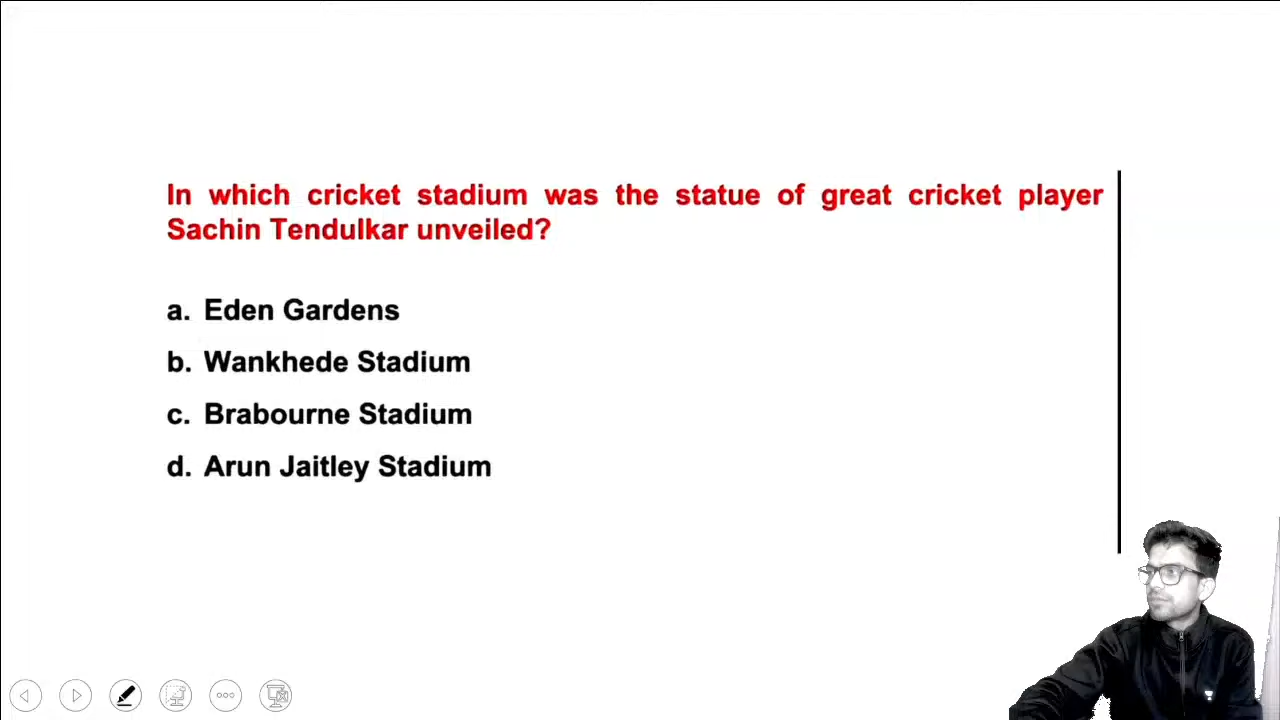 In which cricket stadium was the statue of great cricket player
Sachin Tendulkar unveiled?
a. Eden Gardens
b. Wankhede Stadium
c. Brabourne Stadium
d. Arun Jaitley Stadium